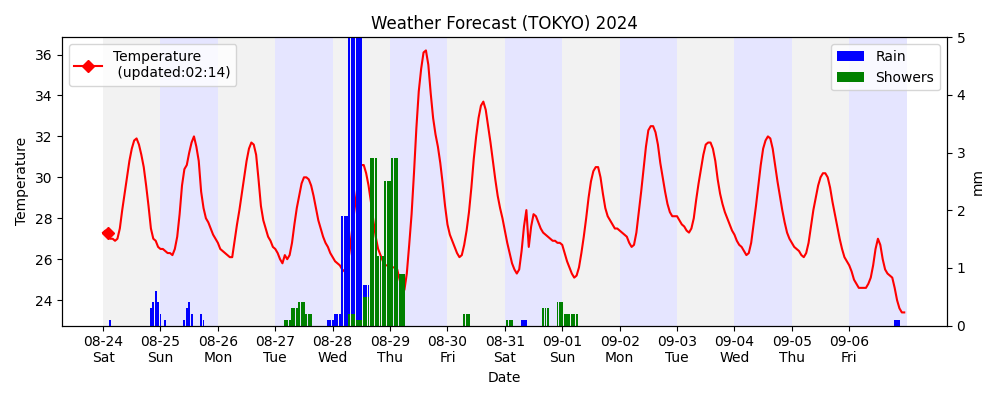 Weather Forecast (TOKYO) 2024
Temperature
(updated:02:14)
Rain
Showers
36
34
32
30
28
26
24
Temperature
5
4
3
2
1
0
mm
08-24 08-25 08-26 08-27 08-28 08-29 08-30 08-31 09-01 09-02 09-03 09-04 09-05 09-06
Sat Sun Mon Tue Wed Thu Fri Sat Sun Mon Tue Wed Thu Fri
Date